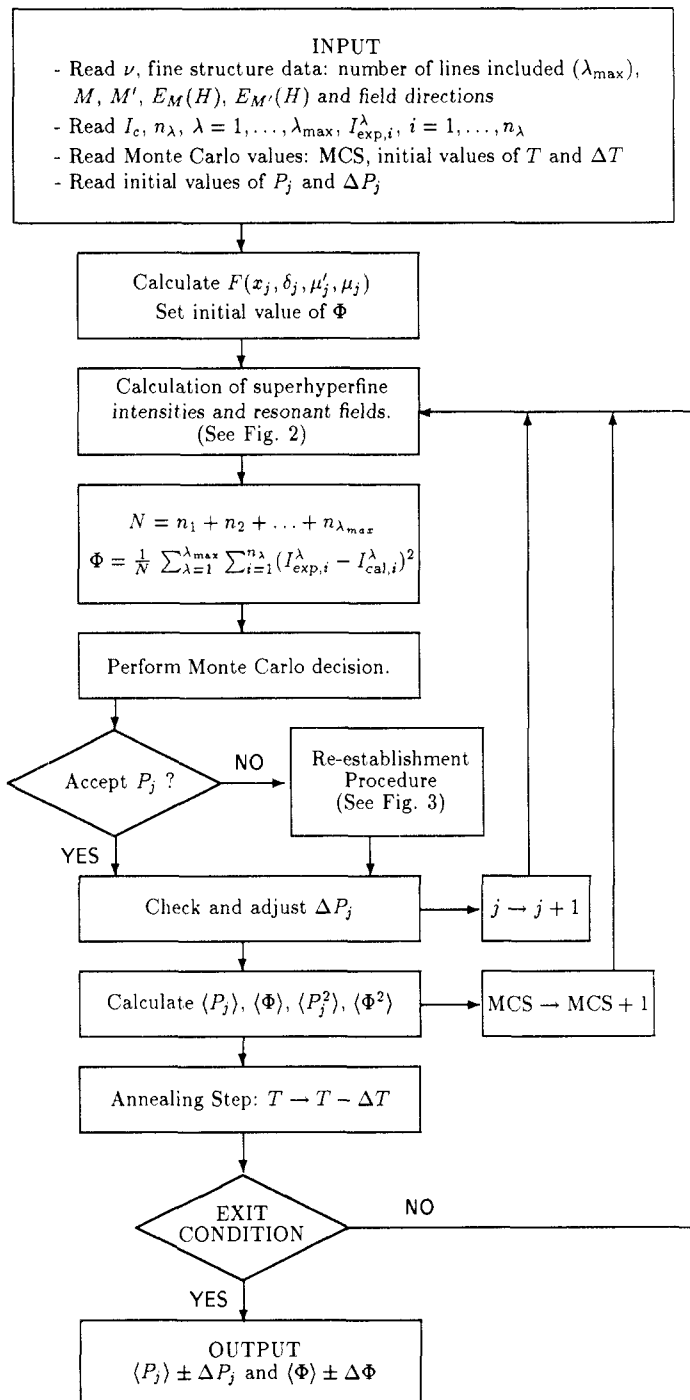 INPUT
- Read ν, fine structure data: number of lines included (λ_max),
M, M′, E_M(H), E_M′(H) and field directions
- Read I_c, n_λ, λ = 1, . . . , λ_max, I^λ_exp,i, i = 1, . . . , n_λ
- Read Monte Carlo values: MCS, initial values of T and ΔT
- Read initial values of P_j and ΔP_j
Calculate F(x_j, δ_j, μ′_j, μ_j)
Set initial value of Φ
Calculation of superhyperfine
intensities and resonant fields.
(See Fig. 2)
N = n_1 + n_2 + . . . + n_λ_max
Φ = 1/N ∑^λ_max_λ=1 ∑^n_λ_i=1 (I^λ_exp,i − I^λ_cal,i)^2
Perform Monte Carlo decision.
Accept P_j ?
NO
Re-establishment
Procedure
(See Fig. 3)
YES
Check and adjust ΔP_j
j → j + 1
Calculate ⟨P_j⟩, ⟨Φ⟩, ⟨P_j^2⟩, ⟨Φ^2⟩
MCS → MCS + 1
Annealing Step: T → T − ΔT
EXIT
CONDITION
NO
YES
OUTPUT
⟨P_j⟩ ± ΔP_j and ⟨Φ⟩ ± ΔΦ